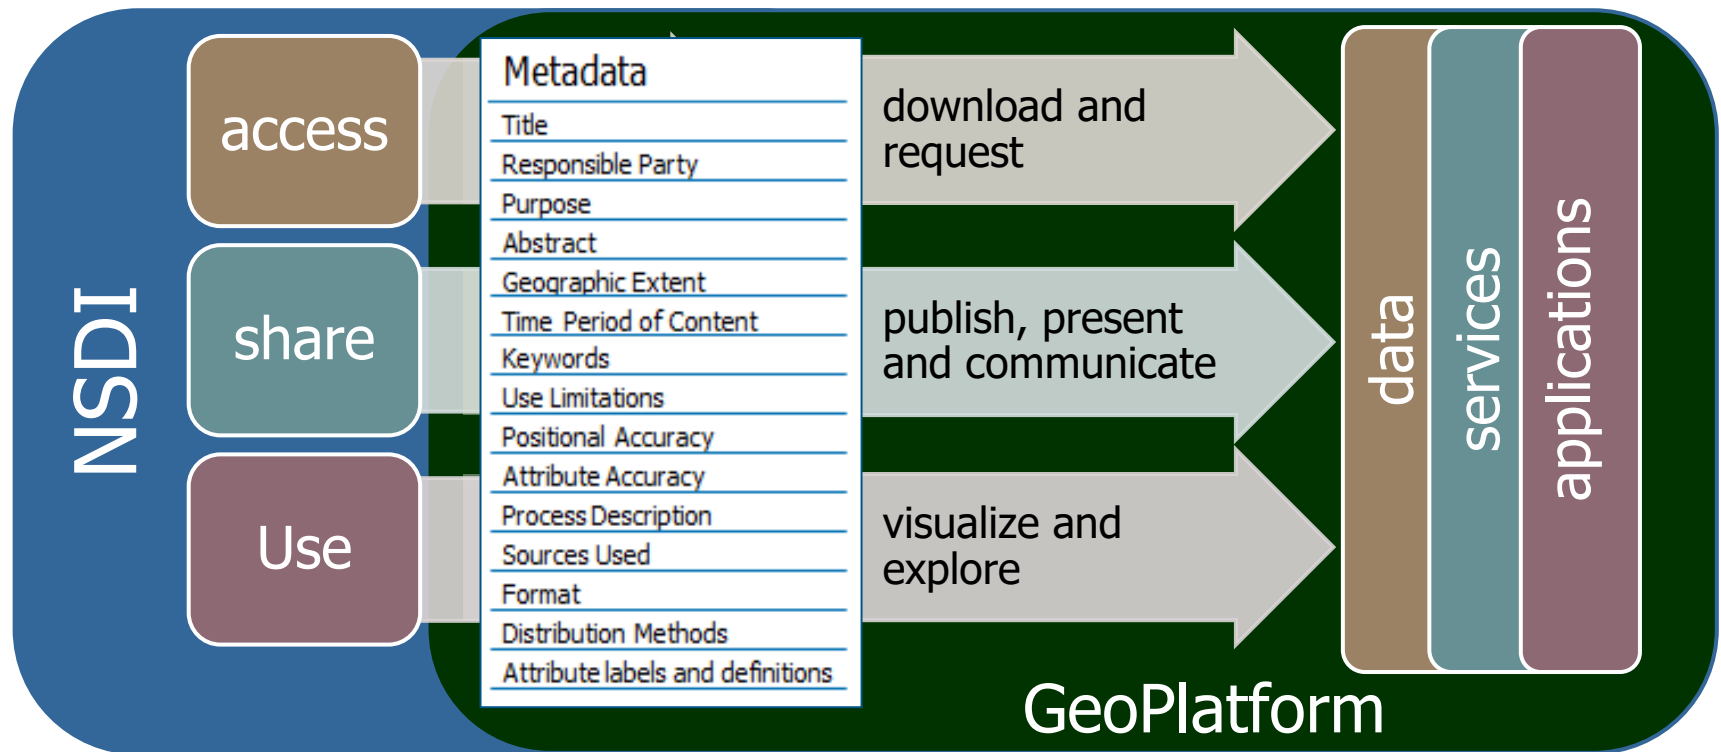 NSDI
access
share
Use
Metadata
Title
Responsible Party
Purpose
Abstract
Geographic Extent
Time Period of Content
Keywords
Use Limitations
Positional Accuracy
Attribute Accuracy
Process Description
Sources Used
Format
Distribution Methods
Attribute labels and definitions
download and
request
publish, present
and communicate
visualize and
explore
data
services
applications
GeoPlatform